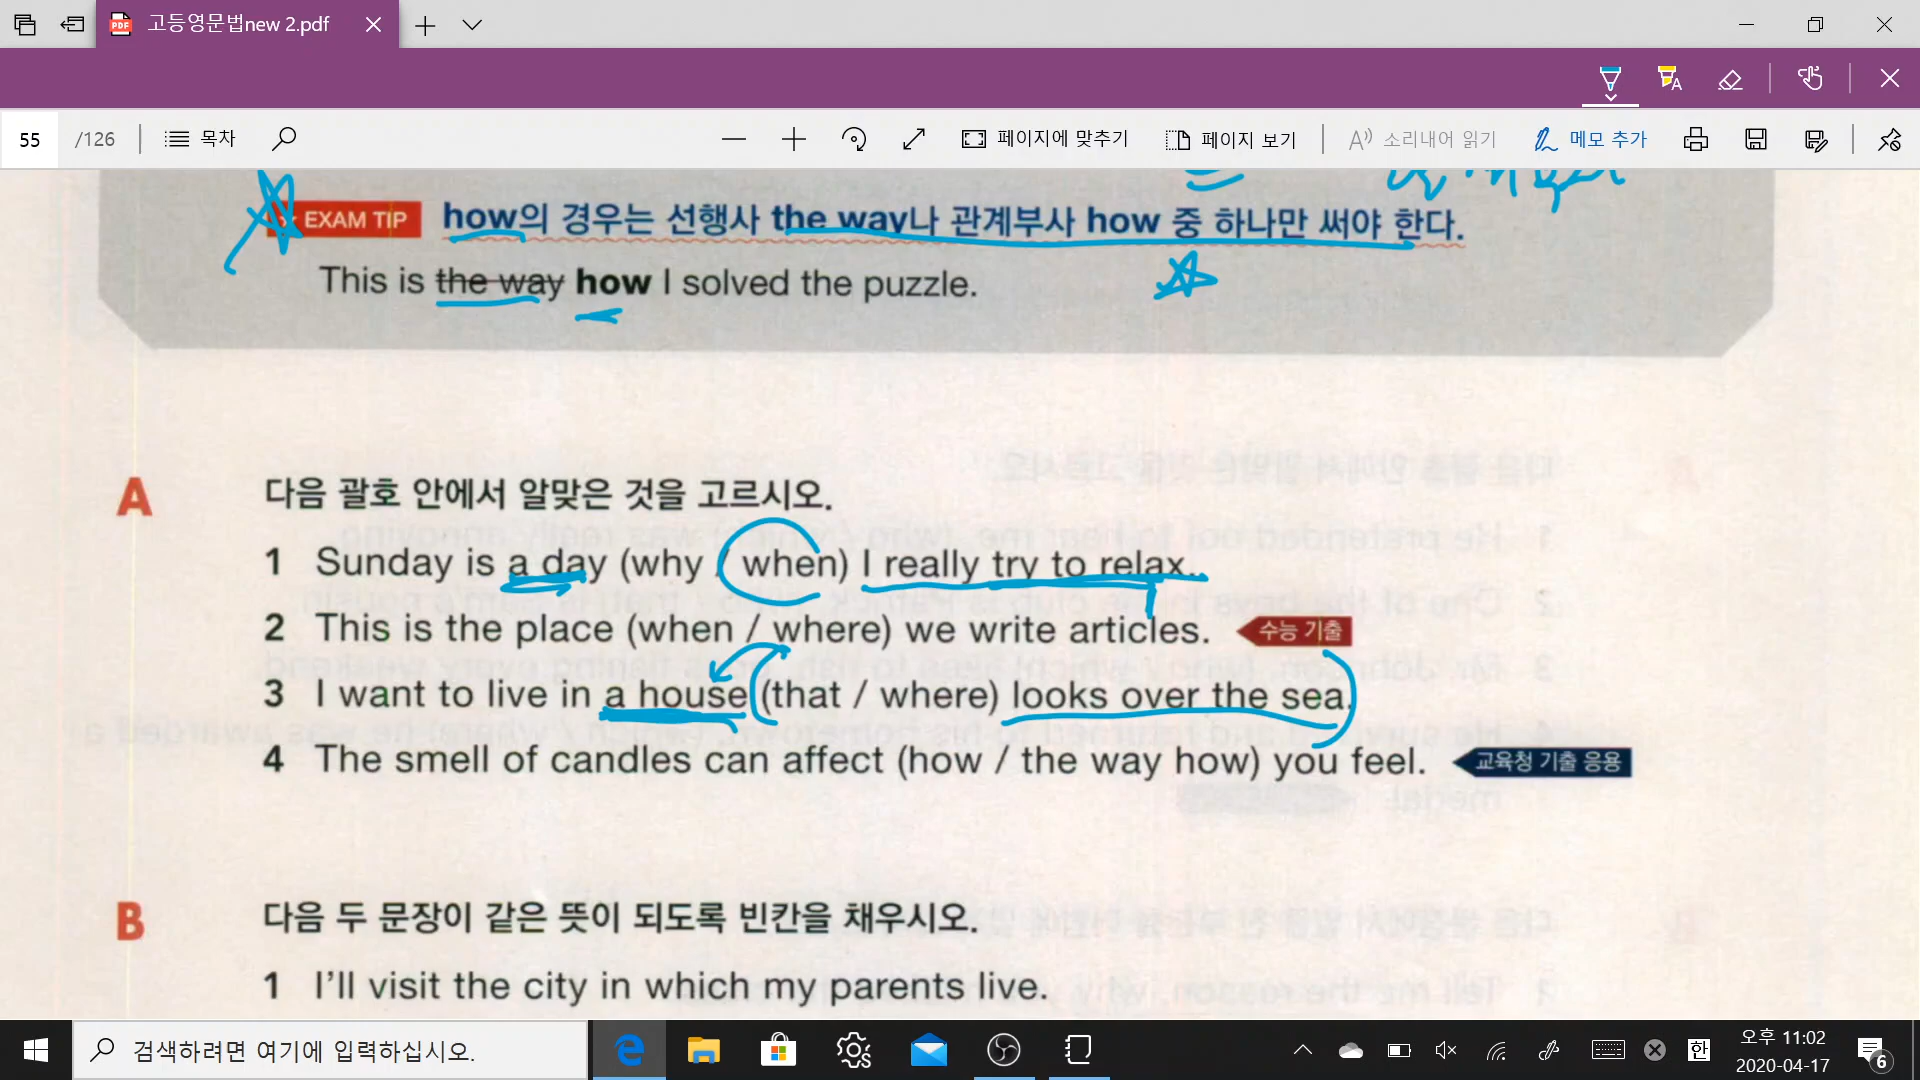 고등영문법new 2.pdf
55 /126 목차 페이지에 맞추기 페이지 보기 소리내어 읽기 메모 추가
EXAM TIP how의 경우는 선행사 the way나 관계부사 how 중 하나만 써야 한다.
This is the way how I solved the puzzle.
A 다음 괄호 안에서 알맞은 것을 고르시오.
1 Sunday is a day (why / when) I really try to relax.
2 This is the place (when / where) we write articles. 수능 기출
3 I want to live in a house (that / where) looks over the sea.
4 The smell of candles can affect (how / the way how) you feel. 교육청 기출 응용
B 다음 두 문장이 같은 뜻이 되도록 빈칸을 채우시오.
1 I'll visit the city in which my parents live.
검색하려면 여기에 입력하십시오.
한
오후 11:02
2020-04-17
6